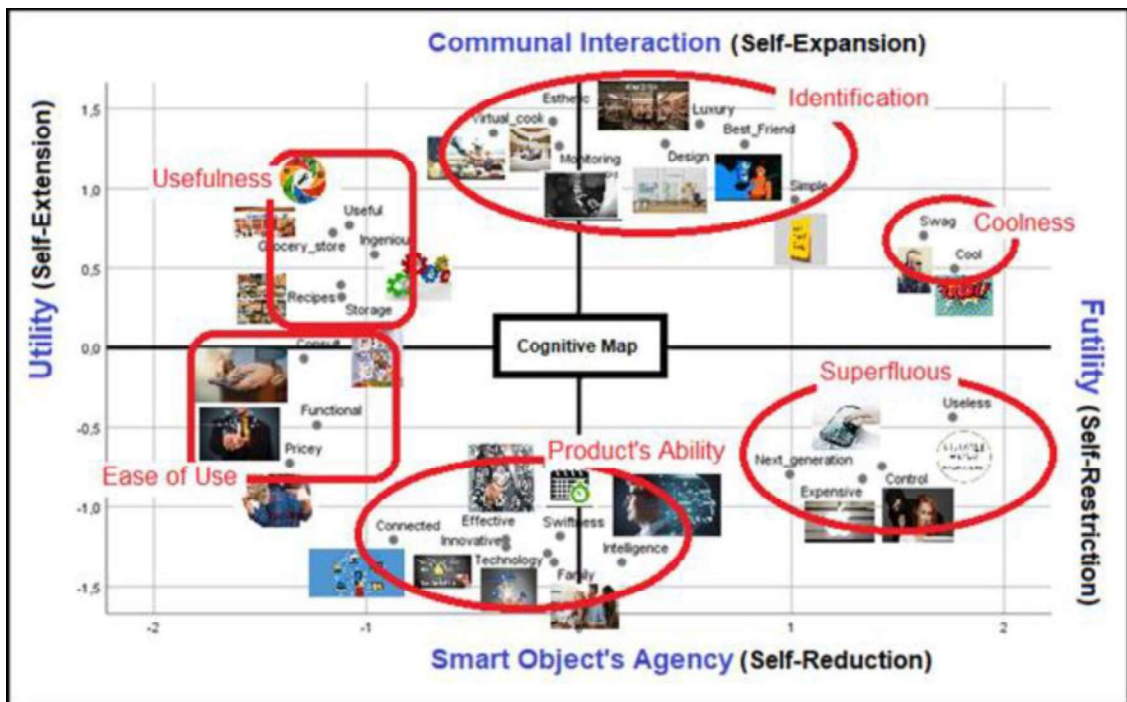 Communal Interaction (Self-Expansion)
Utility (Self-Extension)
Futility (Self-Restriction)
Smart Object's Agency (Self-Reduction)
1,5
1,0
0,5
0,0
-0,5
-1,0
-1,5
-2
-1
0
1
2
Identification
Esthetic
Luxury
Virtual_cook
Best_Friend
Monitoring
Design
Simple
Usefulness
Useful
Grocery_store
Ingeniou
Recipes
Storage
Coolness
Swag
Cool
Cognitive Map
Consult
Functional
Pricey
Ease of Use
Superfluous
Useless
Next_generation
Control
Expensive
Product's Ability
Connected
Effective
Swiftness
Innovative
Technology
Intelligence
Family